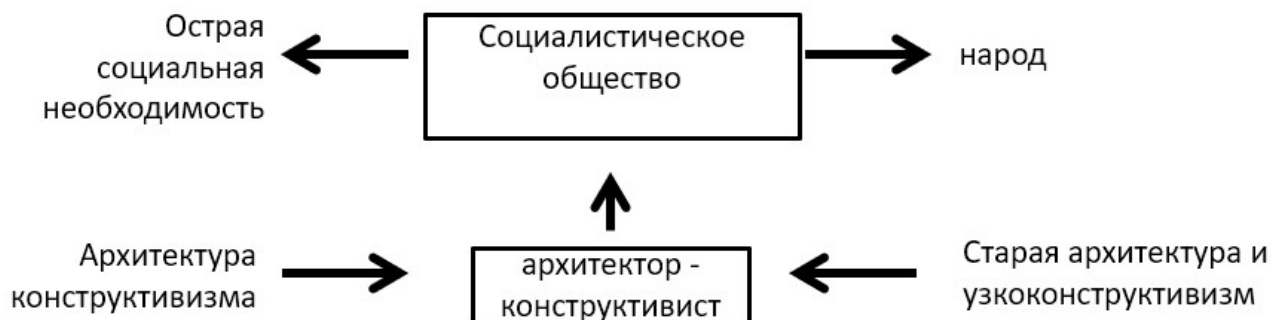 Острая
социальная
необходимость
Социалистическое
общество
народ
Архитектура
конструктивизма
архитектор -
конструктивист
Старая архитектура и
узкоконструктивизм